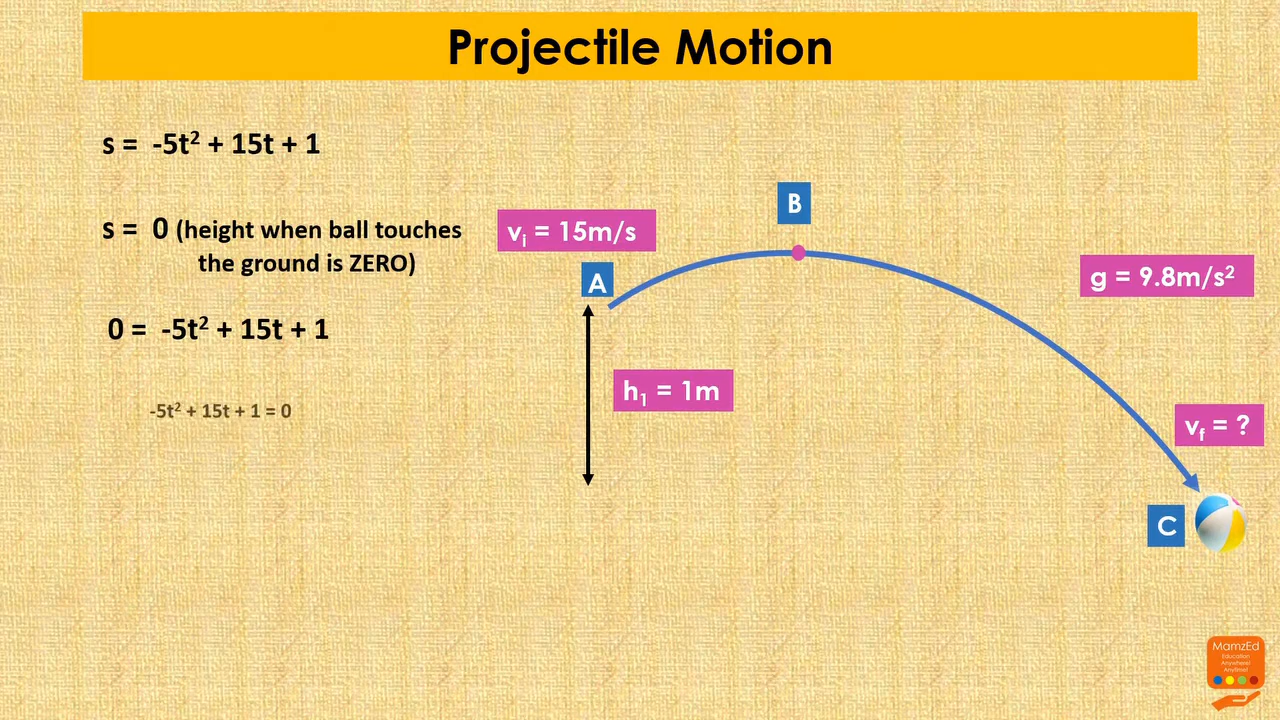 Projectile Motion
s = -5t² + 15t + 1
s = 0 (height when ball touches
the ground is ZERO)
0 = -5t² + 15t + 1
-5t² + 15t + 1 = 0
vᵢ = 15m/s
A
B
g = 9.8m/s²
h₁ = 1m
v_f = ?
C
MamzEd
Education
Anywhere!
Anytime!